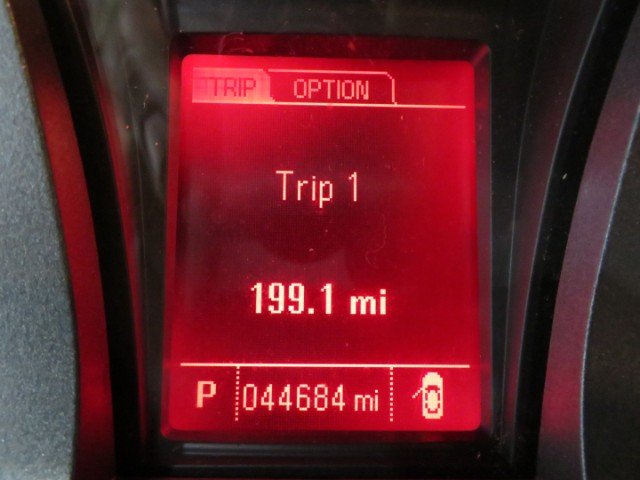 TRIP OPTION
Trip 1
199.1 mi
P 044684 mi